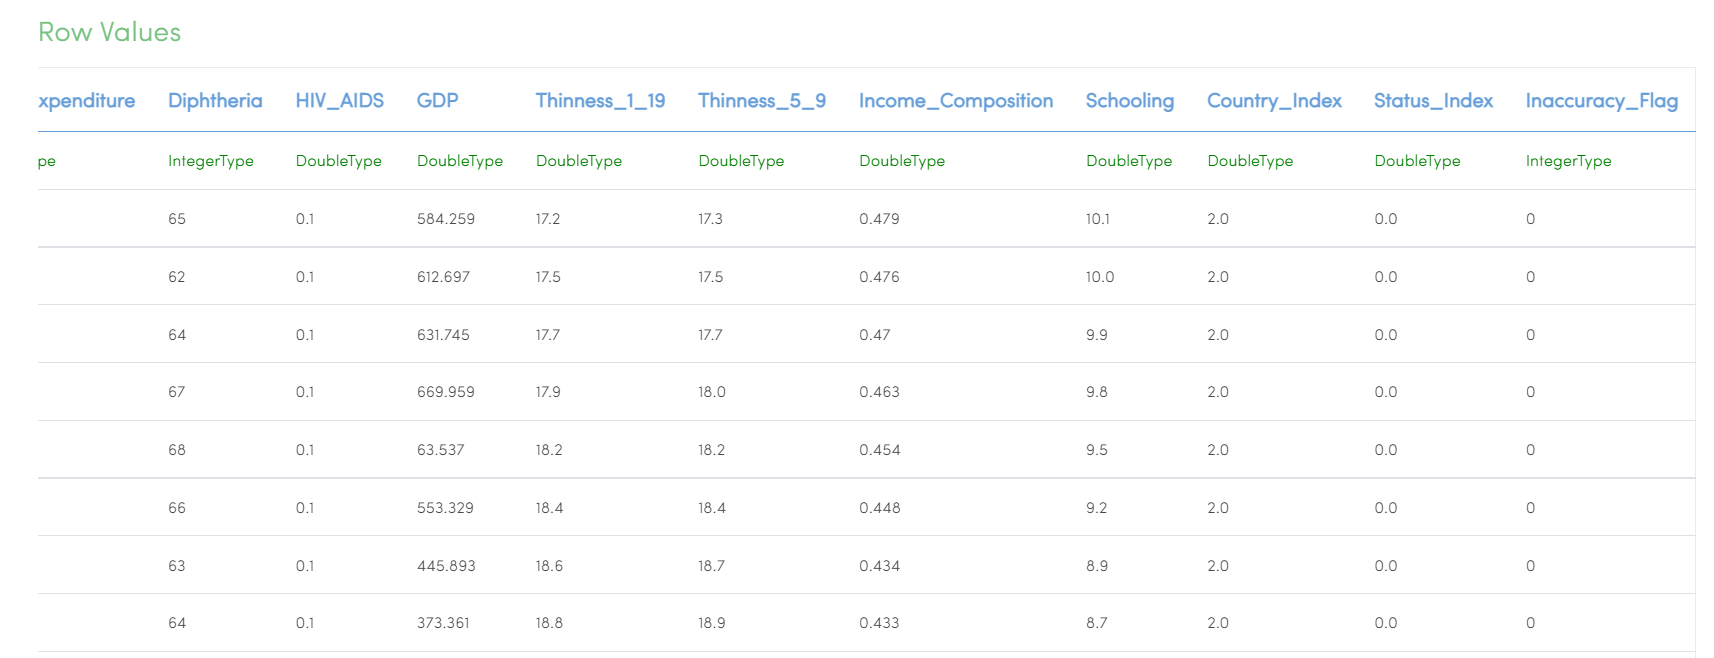 Row Values
xpenditure Diphtheria HIV_AIDS GDP Thinness_1_19 Thinness_5_9 Income_Composition Schooling Country_Index Status_Index Inaccuracy_Flag
pe IntegerType DoubleType DoubleType DoubleType DoubleType DoubleType DoubleType DoubleType DoubleType IntegerType
65 0.1 584.259 17.2 17.3 0.479 10.1 2.0 0.0 0
62 0.1 612.697 17.5 17.5 0.476 10.0 2.0 0.0 0
64 0.1 631.745 17.7 17.7 0.47 9.9 2.0 0.0 0
67 0.1 669.959 17.9 18.0 0.463 9.8 2.0 0.0 0
68 0.1 63.537 18.2 18.2 0.454 9.5 2.0 0.0 0
66 0.1 553.329 18.4 18.4 0.448 9.2 2.0 0.0 0
63 0.1 445.893 18.6 18.7 0.434 8.9 2.0 0.0 0
64 0.1 373.361 18.8 18.9 0.433 8.7 2.0 0.0 0